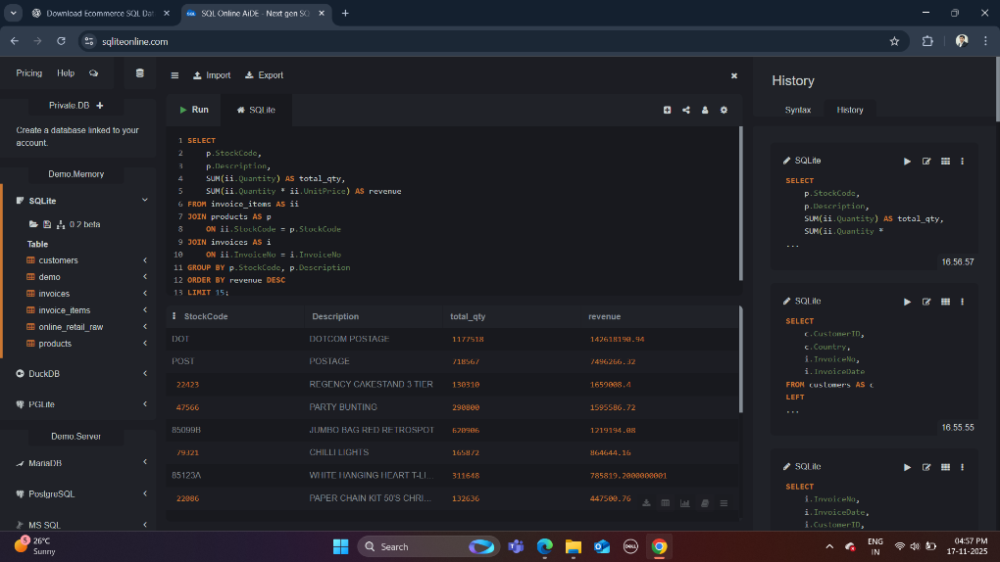 Download Ecommerce SQL Dat
SQL Online AiDE - Next gen SQ
sqliteonline.com
Pricing
Help
Import
Export
Private.DB
Create a database linked to your
account.
Demo.Memory
SQLite
0.2 beta
Table
customers
demo
invoices
invoice_items
online_retail_raw
products
DuckDB
PGLite
Demo.Server
MariaDB
PostgreSQL
MS SQL
Run
SQLite
1 SELECT
2 p.StockCode,
3 p.Description,
4 SUM(ii.Quantity) AS total_qty,
5 SUM(ii.Quantity * ii.UnitPrice) AS revenue
6 FROM invoice_items AS ii
7 JOIN products AS p
8 ON ii.StockCode = p.StockCode
9 JOIN invoices AS i
10 ON ii.InvoiceNo = i.InvoiceNo
11 GROUP BY p.StockCode, p.Description
12 ORDER BY revenue DESC
13 LIMIT 15;
StockCode Description total_qty revenue
DOT DOTCOM POSTAGE 1177518 142618190.94
POST POSTAGE 718567 7496266.32
22423 REGENCY CAKESTAND 3 TIER 130310 1659008.4
47566 PARTY BUNTING 290800 1595586.72
85099B JUMBO BAG RED RETROSPOT 620906 1219194.08
79321 CHILLI LIGHTS 165872 864644.16
85123A WHITE HANGING HEART T-LI... 311648 785819.2000000001
22086 PAPER CHAIN KIT 50'S CHRI... 132636 447500.76
History
Syntax
History
SQLite
SELECT
p.StockCode,
p.Description,
SUM(ii.Quantity) AS total_qty,
SUM(ii.Quantity *
...
16.56.57
SQLite
SELECT
c.CustomerID,
c.Country,
i.InvoiceNo,
i.InvoiceDate
FROM customers AS c
LEFT
...
16.55.55
SQLite
SELECT
i.InvoiceNo,
i.InvoiceDate,
i.CustomerID,
5
26°C
Sunny
Search
DELL
ENG
IN
04:57 PM
17-11-2025